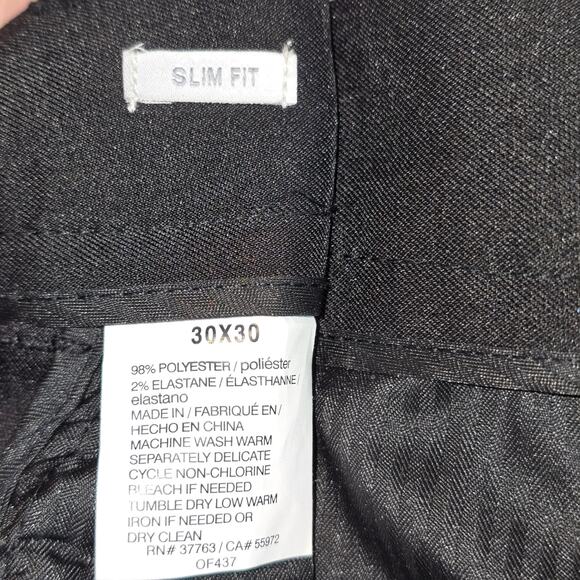 SLIM FIT
30X30
98% POLYESTER / poliéster
2% ELASTANE / ÉLASTHANNE /
elastano
MADE IN / FABRIQUÉ EN /
HECHO EN CHINA
MACHINE WASH WARM
SEPARATELY DELICATE
CYCLE NON-CHLORINE
BLEACH IF NEEDED
TUMBLE DRY LOW WARM
IRON IF NEEDED OR
DRY CLEAN
RN# 37763 / CA# 55972
OF437